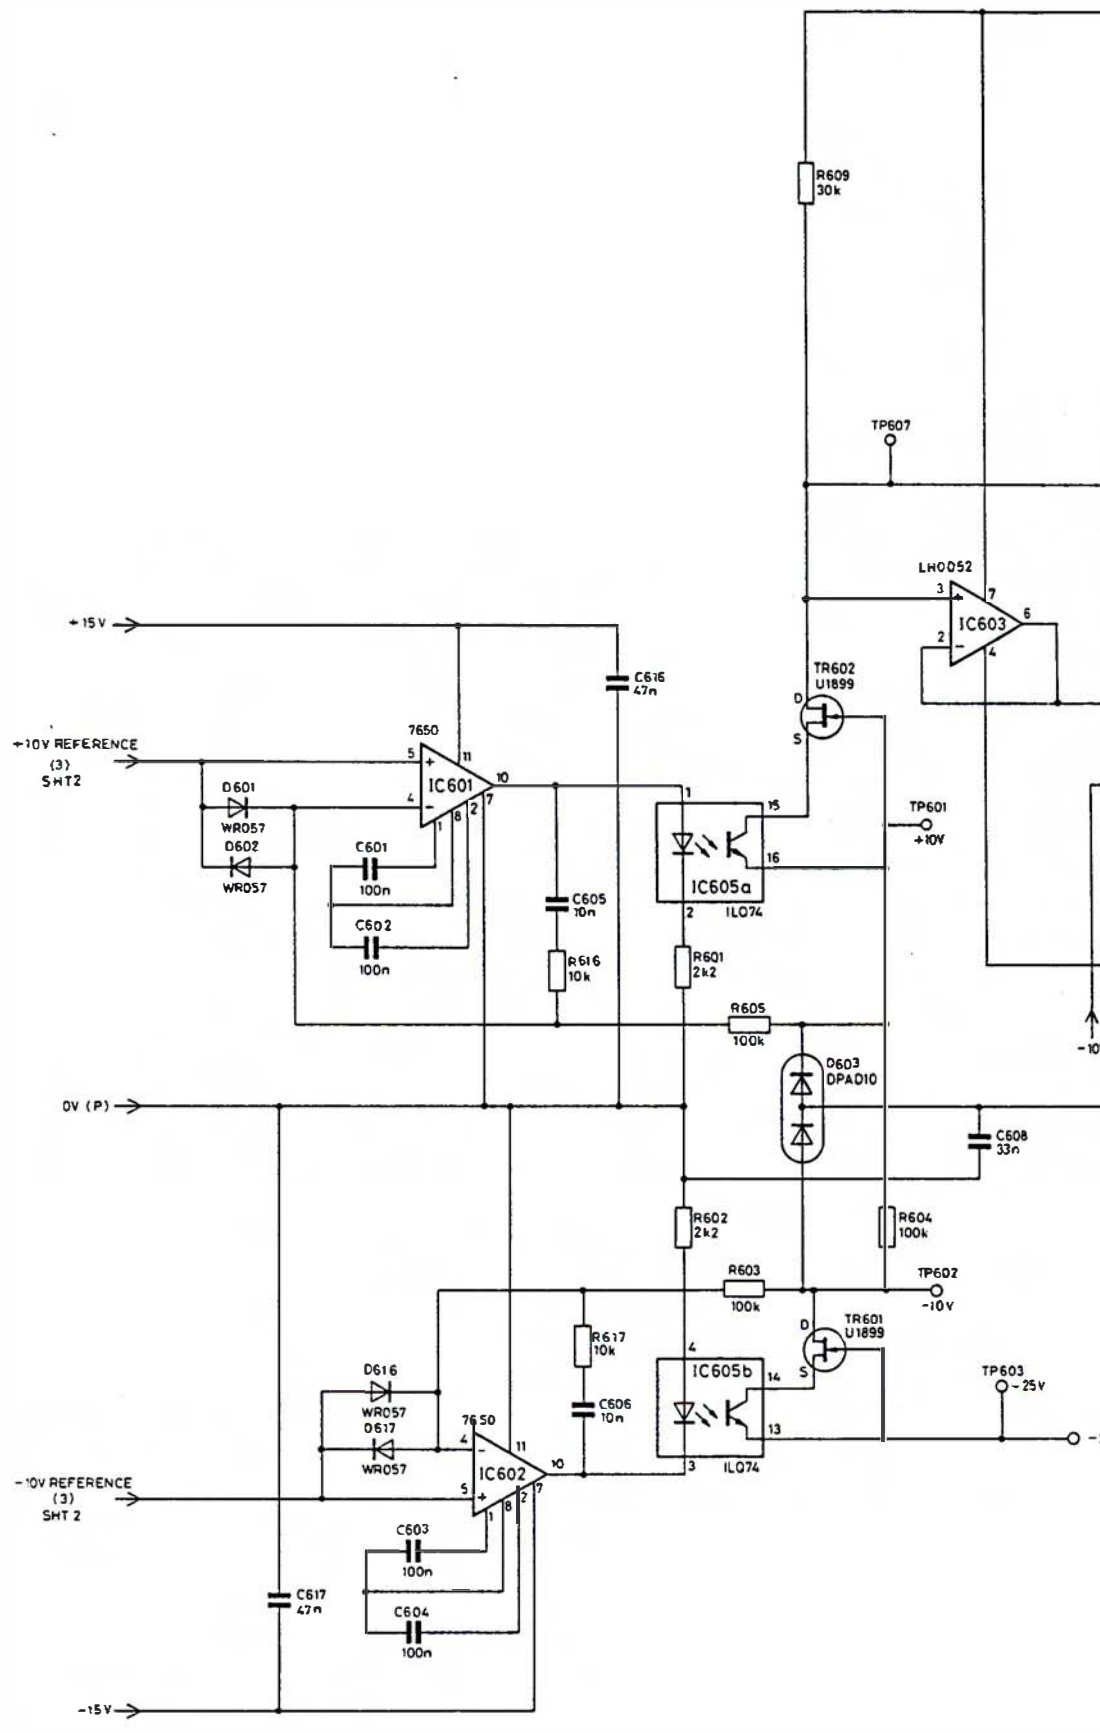 R609
30k
TP607
LH0052
3
+
7
IC603
6
2
-
4
+15V
C616
47n
TR602
U1899
D
S
+10V REFERENCE
(3)
SHT2
7650
5
+
11
IC601
10
4
-
7
2
8
1
D601
WR057
D602
WR057
C601
100n
C602
100n
1
15
16
IC605a
2
ILQ74
TP601
+10V
C605
10n
R616
10k
R601
2k2
R605
100k
D603
DPAD10
-10
0V (P)
C608
33n
R602
2k2
R604
100k
R603
100k
TP602
-10V
D
TR601
U1899
S
R617
10k
4
IC605b
14
13
3
ILQ74
TP603
-25V
D616
WR057
D617
WR057
C606
10n
7650
4
-
11
IC602
10
5
+
8
2
7
1
-10V REFERENCE
(3)
SHT 2
C603
100n
C604
100n
C617
47n
-15V